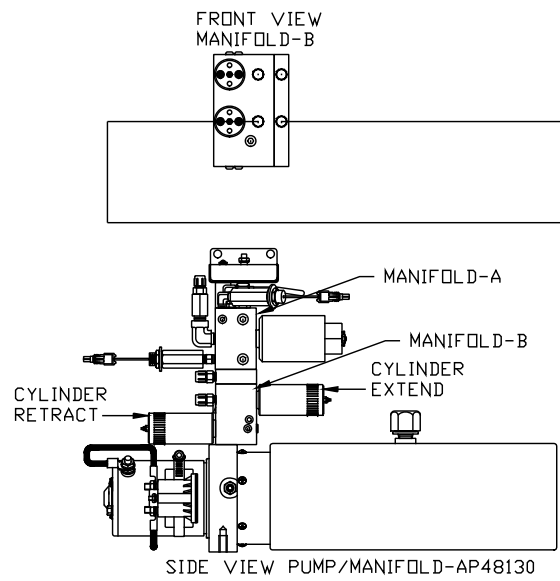 FRONT VIEW
MANIFOLD-B
MANIFOLD-A
MANIFOLD-B
CYLINDER
EXTEND
CYLINDER
RETRACT
SIDE VIEW PUMP/MANIFOLD-AP48130